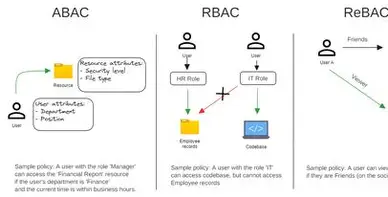 ABAC
Resource attributes:
- Security level
- File type
Resource
User attributes:
- Department
- Position
User
Sample policy: A user with the role 'Manager'
can access the 'Financial Report' resource
if the user's department is 'Finance'
and the current time is within business hours.
RBAC
User
User
HR Role
IT Role
Employee
records
Codebase
Sample policy: A user with the role 'IT'
can access codebase, but cannot access
Employee records
ReBAC
Friends
User A
Viewer
Sample policy: A user can view
if they are Friends (on the soci